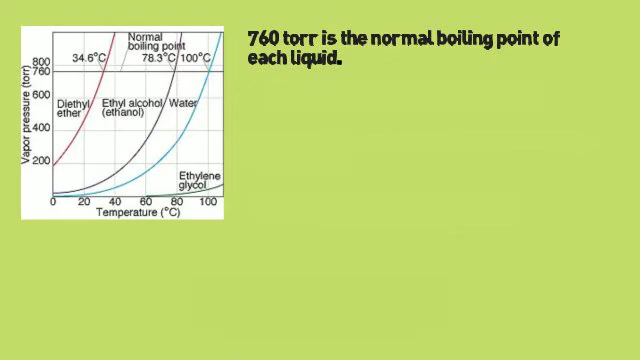 760 torr is the normal boiling point of
each liquid.
Normal
boiling point
34.6°C 78.3°C 100°C
800
760
600
400
200
Diethyl
ether
Ethyl alcohol
(ethanol)
Water
Ethylene
glycol
Vapor pressure (torr)
0 20 40 60 80 100
Temperature (°C)